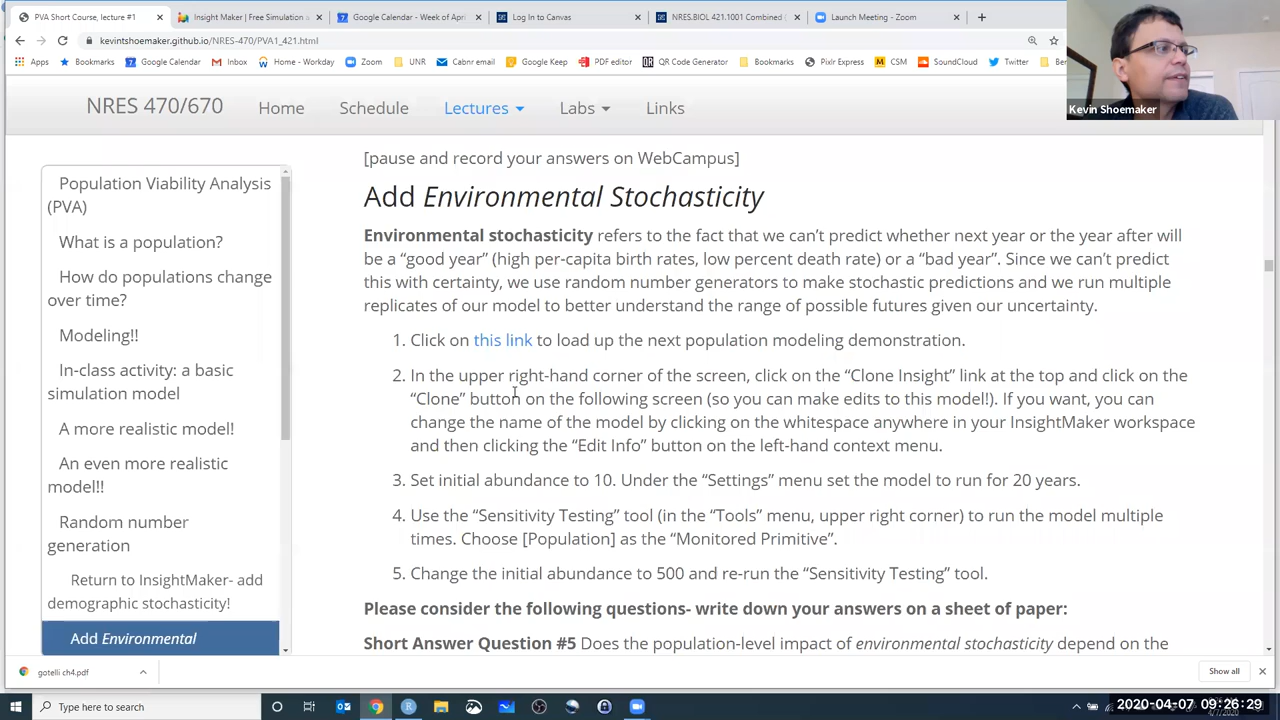 PVA Short Course, lecture #1
Insight Maker | Free Simulation a
Google Calendar - Week of April
Log In to Canvas
NRES.BIOL 421.1001 Combined (
Launch Meeting - Zoom
kevintshoemaker.github.io/NRES-470/PVA1_421.html
Apps
Bookmarks
Google Calendar
Inbox
Home - Workday
Zoom
UNR
Cabnr email
Google Keep
PDF editor
QR Code Generator
Bookmarks
Pixlr Express
CSM
SoundCloud
Twitter
Be
Kevin Shoemaker
NRES 470/670
Home
Schedule
Lectures
Labs
Links
Population Viability Analysis
(PVA)
What is a population?
How do populations change
over time?
Modeling!!
In-class activity: a basic
simulation model
A more realistic model!
An even more realistic
model!!
Random number
generation
Return to InsightMaker- add
demographic stochasticity!
Add Environmental
[pause and record your answers on WebCampus]
Add Environmental Stochasticity
Environmental stochasticity refers to the fact that we can't predict whether next year or the year after will
be a “good year” (high per-capita birth rates, low percent death rate) or a “bad year”. Since we can't predict
this with certainty, we use random number generators to make stochastic predictions and we run multiple
replicates of our model to better understand the range of possible futures given our uncertainty.
1. Click on this link to load up the next population modeling demonstration.
2. In the upper right-hand corner of the screen, click on the “Clone Insight” link at the top and click on the
“Clone” button on the following screen (so you can make edits to this model!). If you want, you can
change the name of the model by clicking on the whitespace anywhere in your InsightMaker workspace
and then clicking the “Edit Info” button on the left-hand context menu.
3. Set initial abundance to 10. Under the “Settings” menu set the model to run for 20 years.
4. Use the “Sensitivity Testing” tool (in the “Tools” menu, upper right corner) to run the model multiple
times. Choose [Population] as the “Monitored Primitive”.
5. Change the initial abundance to 500 and re-run the “Sensitivity Testing” tool.
Please consider the following questions- write down your answers on a sheet of paper:
Short Answer Question #5 Does the population-level impact of environmental stochasticity depend on the
gotelli ch4.pdf
Show all
Type here to search
2020-04-07 09:26:29